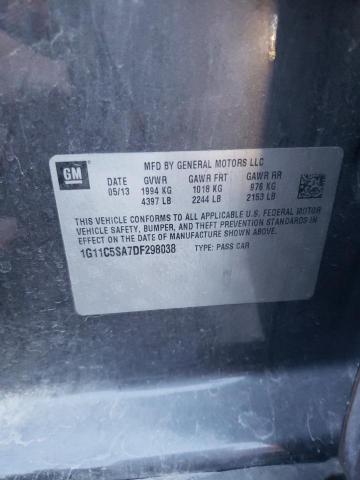 GM
MFD BY GENERAL MOTORS LLC
DATE GVWR GAWR FRT GAWR RR
05/13 1994 KG 1018 KG 976 KG
4397 LB 2244 LB 2153 LB
THIS VEHICLE CONFORMS TO ALL APPLICABLE U.S. FEDERAL MOTOR
VEHICLE SAFETY, BUMPER, AND THEFT PREVENTION STANDARDS
IN EFFECT ON THE DATE OF MANUFACTURE SHOWN ABOVE.
1G11C5SA7DF298038 TYPE: PASS CAR